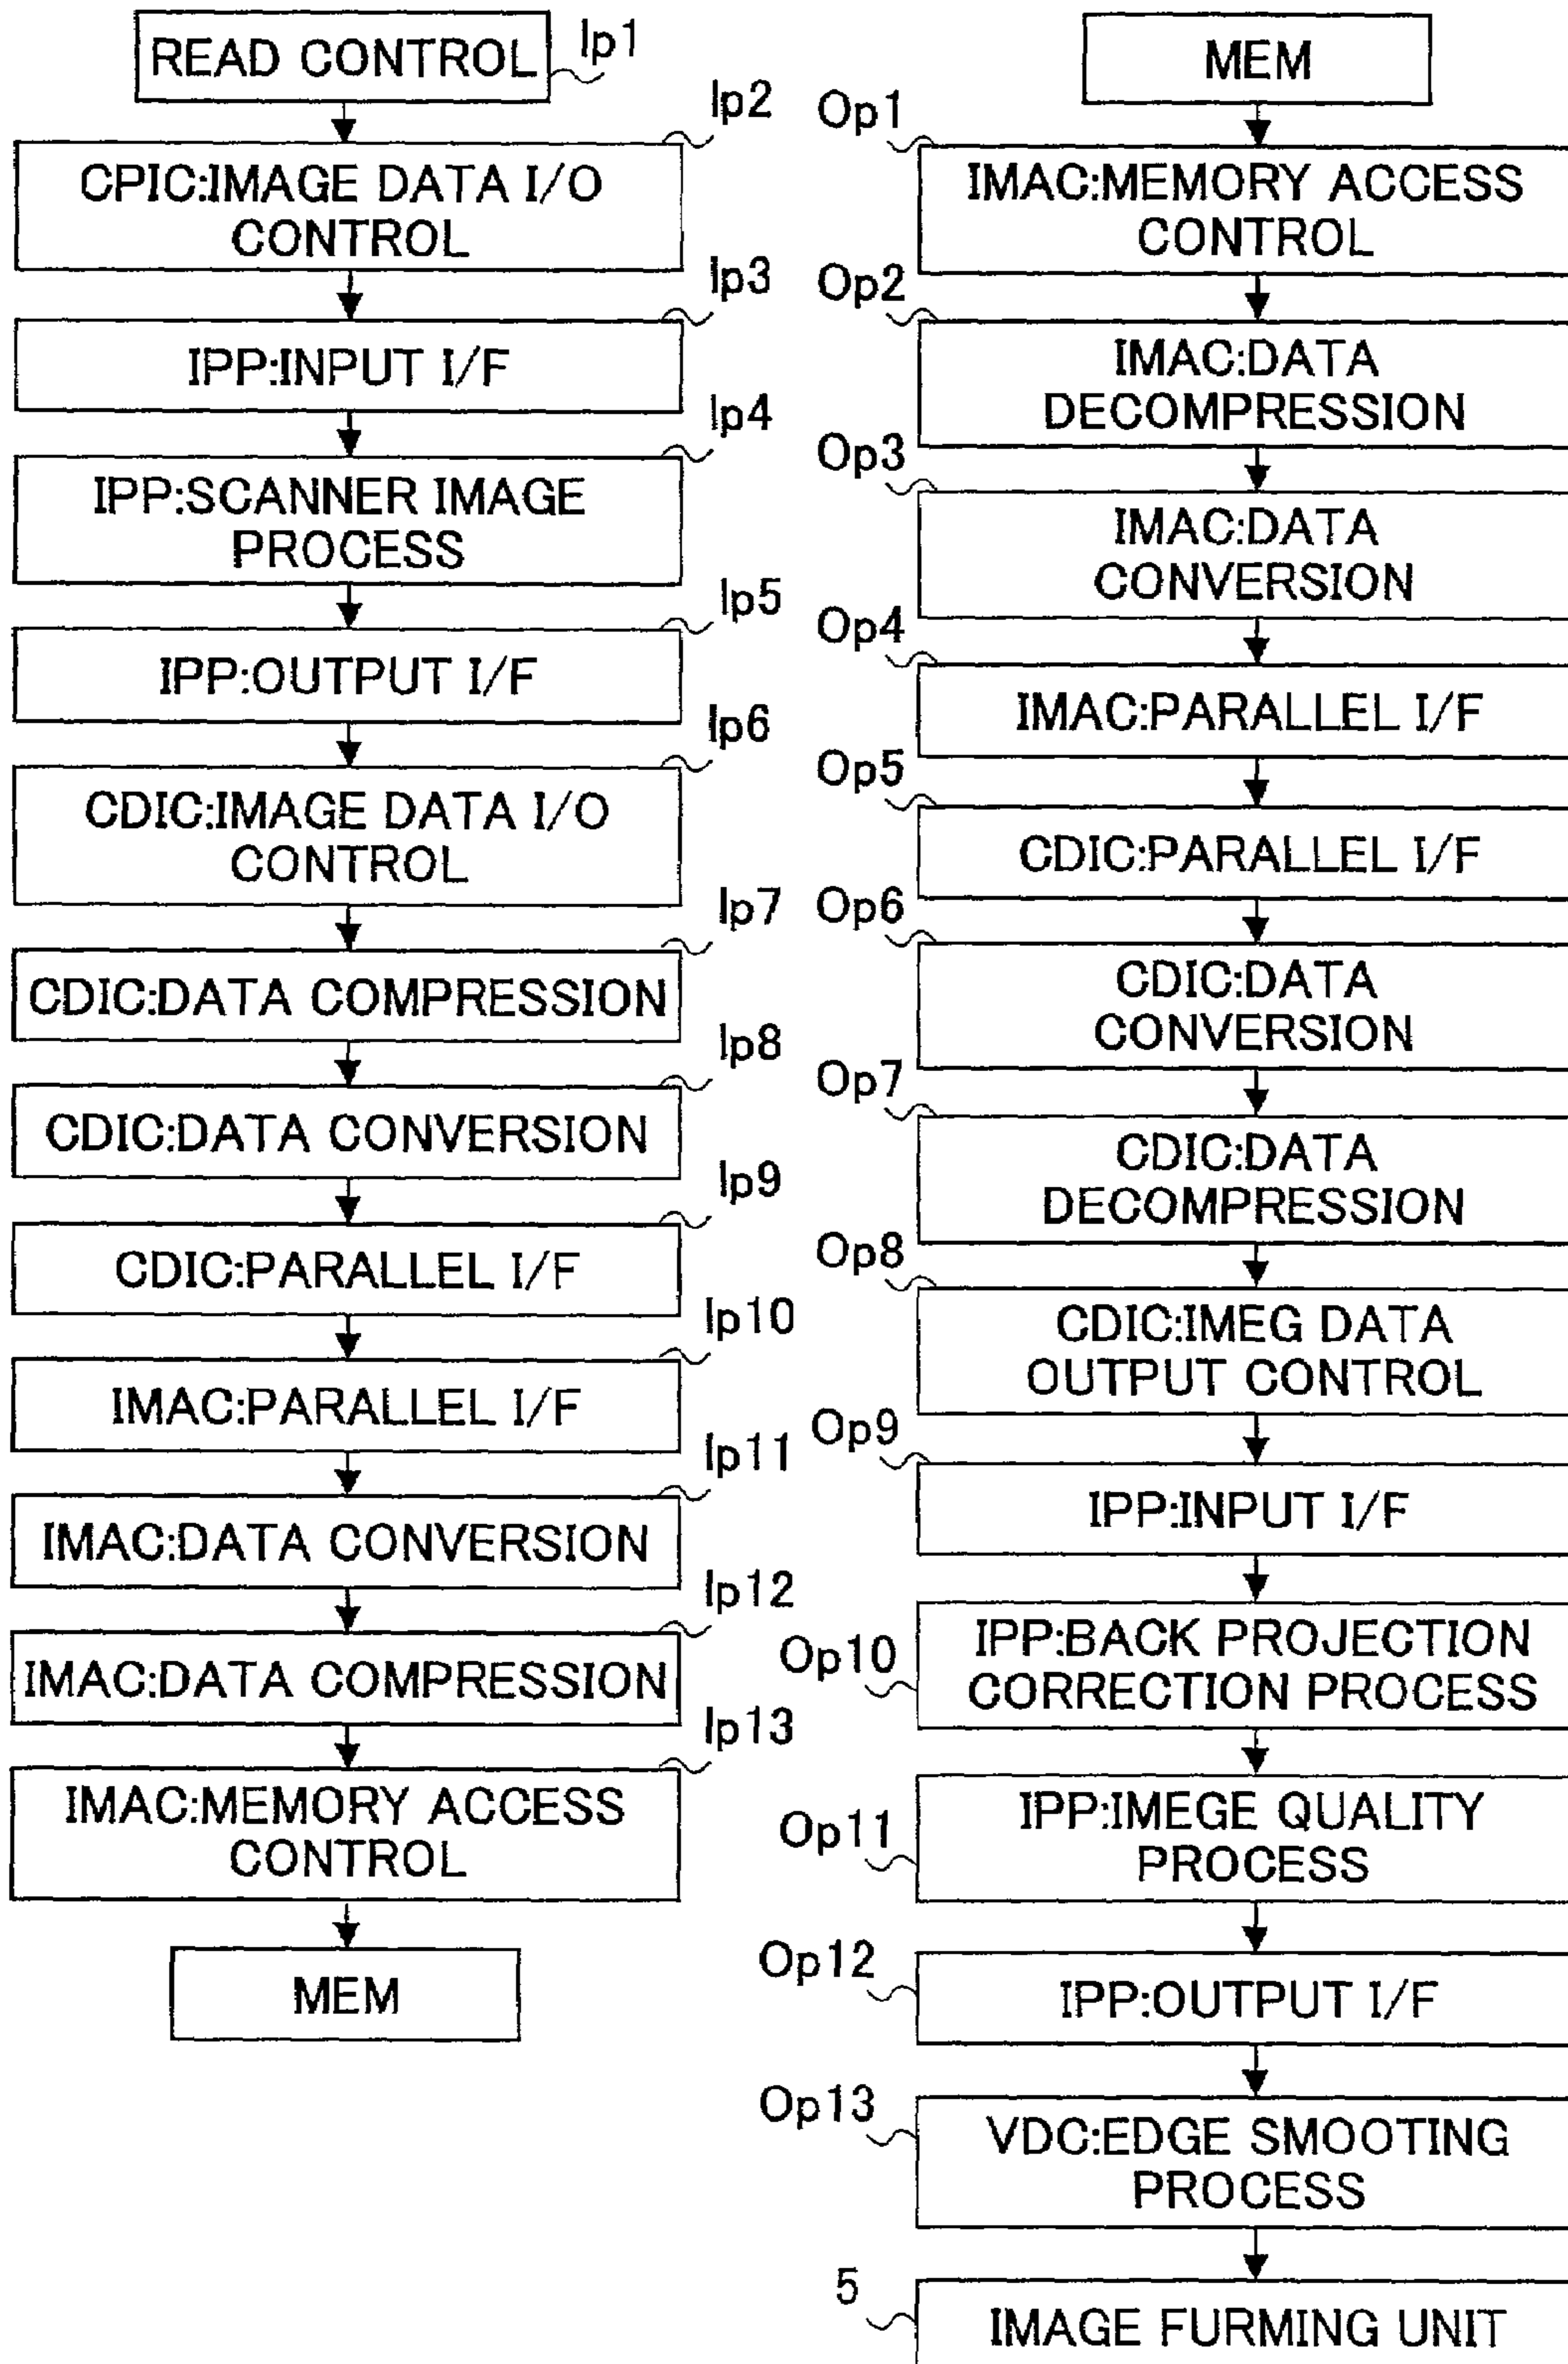 READ CONTROL
Ip1
Ip2
CPIC:IMAGE DATA I/O
CONTROL
Ip3
IPP:INPUT I/F
Ip4
IPP:SCANNER IMAGE
PROCESS
Ip5
IPP:OUTPUT I/F
Ip6
CDIC:IMAGE DATA I/O
CONTROL
Ip7
CDIC:DATA COMPRESSION
Ip8
CDIC:DATA CONVERSION
Ip9
CDIC:PARALLEL I/F
Ip10
IMAC:PARALLEL I/F
Ip11
IMAC:DATA CONVERSION
Ip12
IMAC:DATA COMPRESSION
Ip13
IMAC:MEMORY ACCESS
CONTROL
MEM
MEM
Op1
IMAC:MEMORY ACCESS
CONTROL
Op2
IMAC:DATA
DECOMPRESSION
Op3
IMAC:DATA
CONVERSION
Op4
IMAC:PARALLEL I/F
Op5
CDIC:PARALLEL I/F
Op6
CDIC:DATA
CONVERSION
Op7
CDIC:DATA
DECOMPRESSION
Op8
CDIC:IMEG DATA
OUTPUT CONTROL
Op9
IPP:INPUT I/F
Op10
IPP:BACK PROJECTION
CORRECTION PROCESS
Op11
IPP:IMEGE QUALITY
PROCESS
Op12
IPP:OUTPUT I/F
Op13
VDC:EDGE SMOOTING
PROCESS
5
IMAGE FURMING UNIT